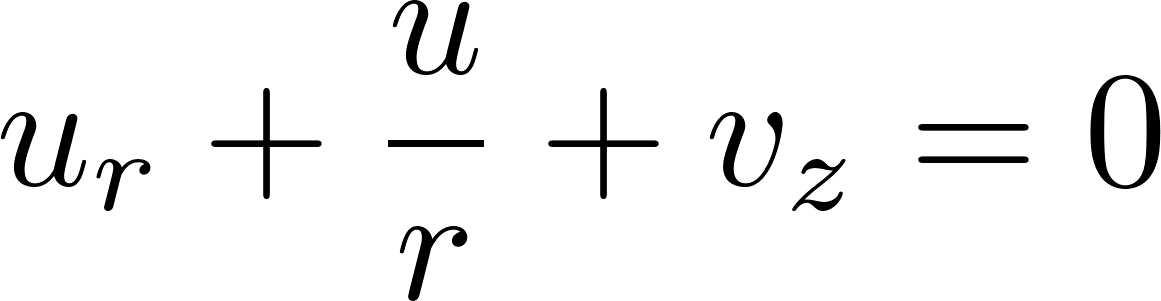 $u_r + \frac{u}{r} + v_z = 0$